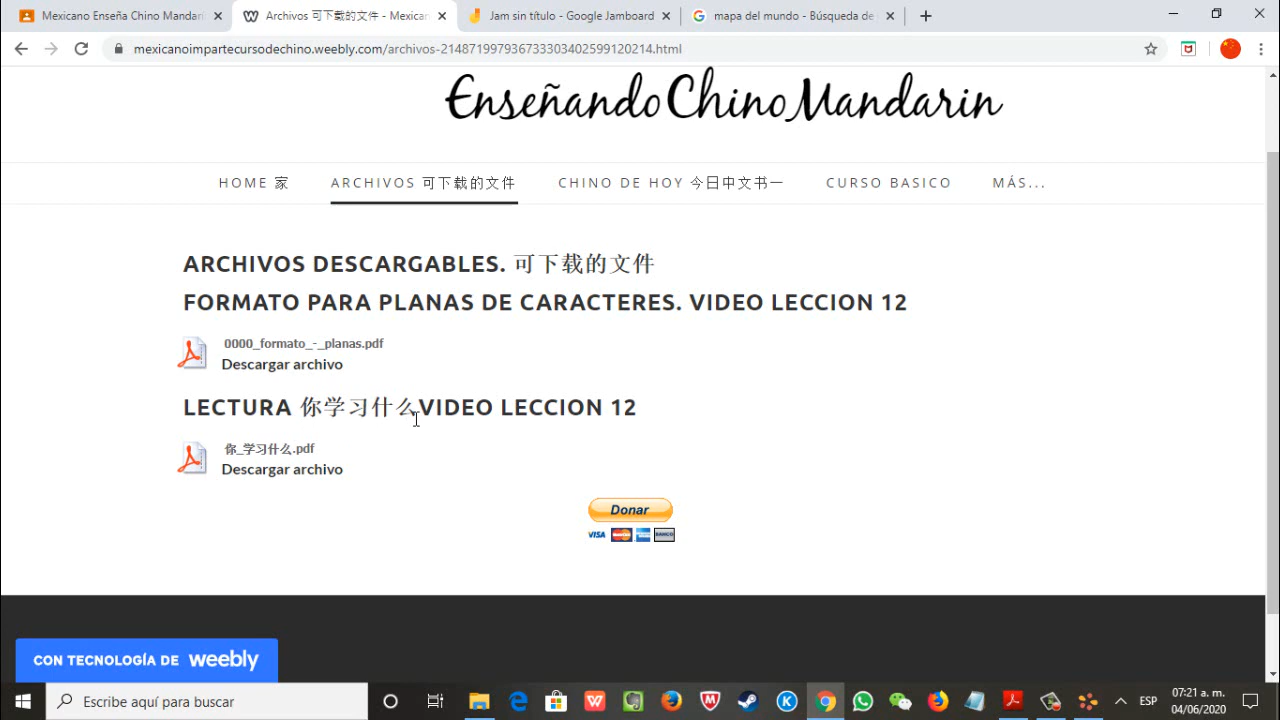 Mexicano Enseña Chino Mandari
Archivos 可下载的文件 - Mexican
Jam sin título - Google Jamboard
mapa del mundo - Búsqueda de
mexicanoimpartecursodechino.weebly.com/archivos-21487199793673330340259912​0214.html
Enseñando Chino Mandarin
HOME 家
ARCHIVOS 可下载的文件
CHINO DE HOY 今日中文书一
CURSO BASICO
MÁS...
ARCHIVOS DESCARGABLES. 可下载的文件
FORMATO PARA PLANAS DE CARACTERES. VIDEO LECCION 12
0000_formato_-_planas.pdf
Descargar archivo
LECTURA 你学习什么VIDEO LECCION 12
你_学习什么.pdf
Descargar archivo
Donar
VISA
BANCO
CON TECNOLOGÍA DE weebly
Escribe aquí para buscar
ESP
07:21 a. m.
04/06/2020